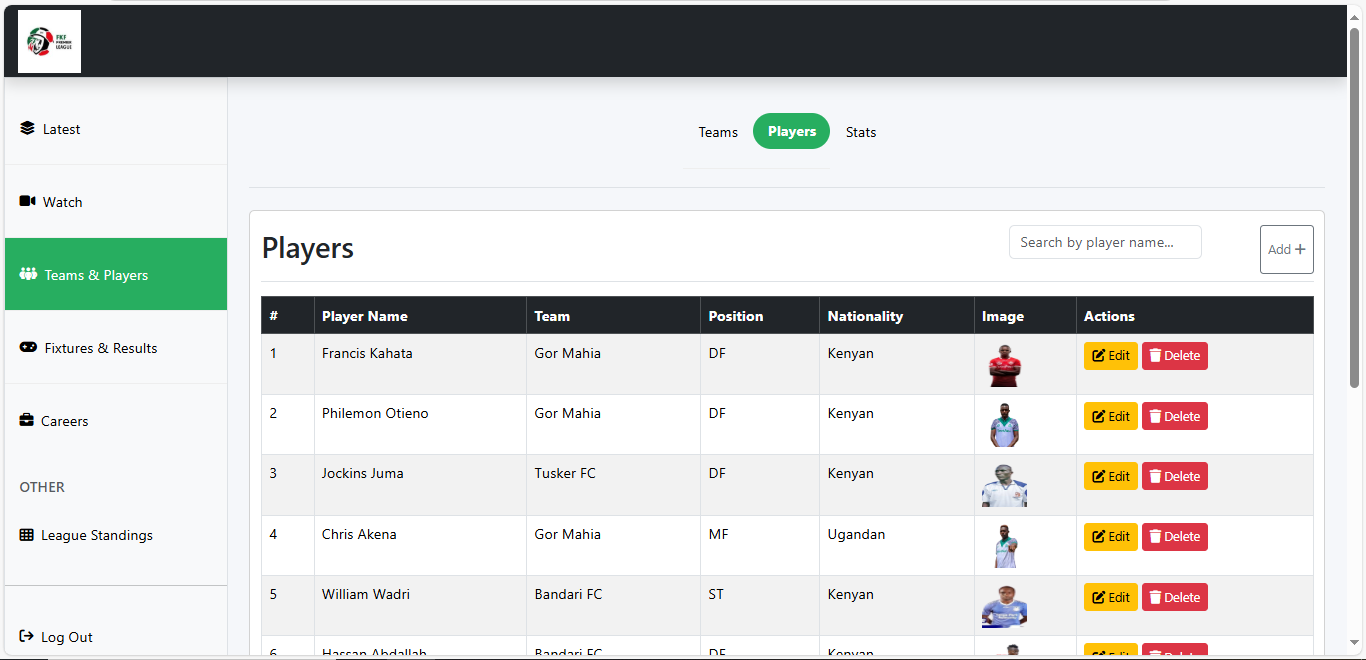 FKF
PREMIER
LEAGUE
Latest
Watch
Teams & Players
Fixtures & Results
Careers
OTHER
League Standings
Log Out
Teams Players Stats
Players
Search by player name...
Add +
# Player Name Team Position Nationality Image Actions
1 Francis Kahata Gor Mahia DF Kenyan Edit Delete
2 Philemon Otieno Gor Mahia DF Kenyan Edit Delete
3 Jockins Juma Tusker FC DF Kenyan Edit Delete
4 Chris Akena Gor Mahia MF Ugandan Edit Delete
5 William Wadri Bandari FC ST Kenyan Edit Delete
6 Hassan Abdallah Bandari FC DF Kenyan Edit Delete